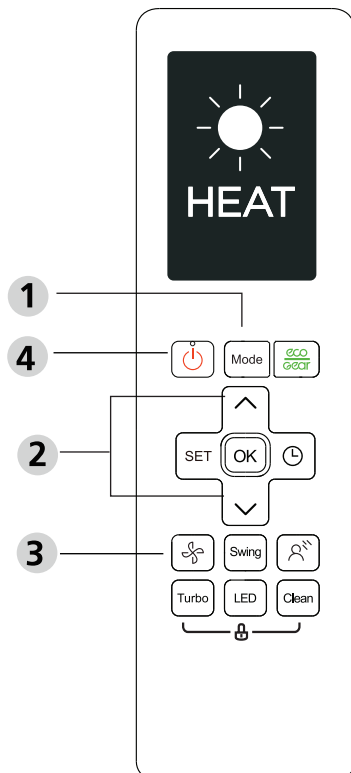 HEAT
1
4
Mode
eco
Gear
2
SET
OK
3
Swing
Turbo
LED
Clean